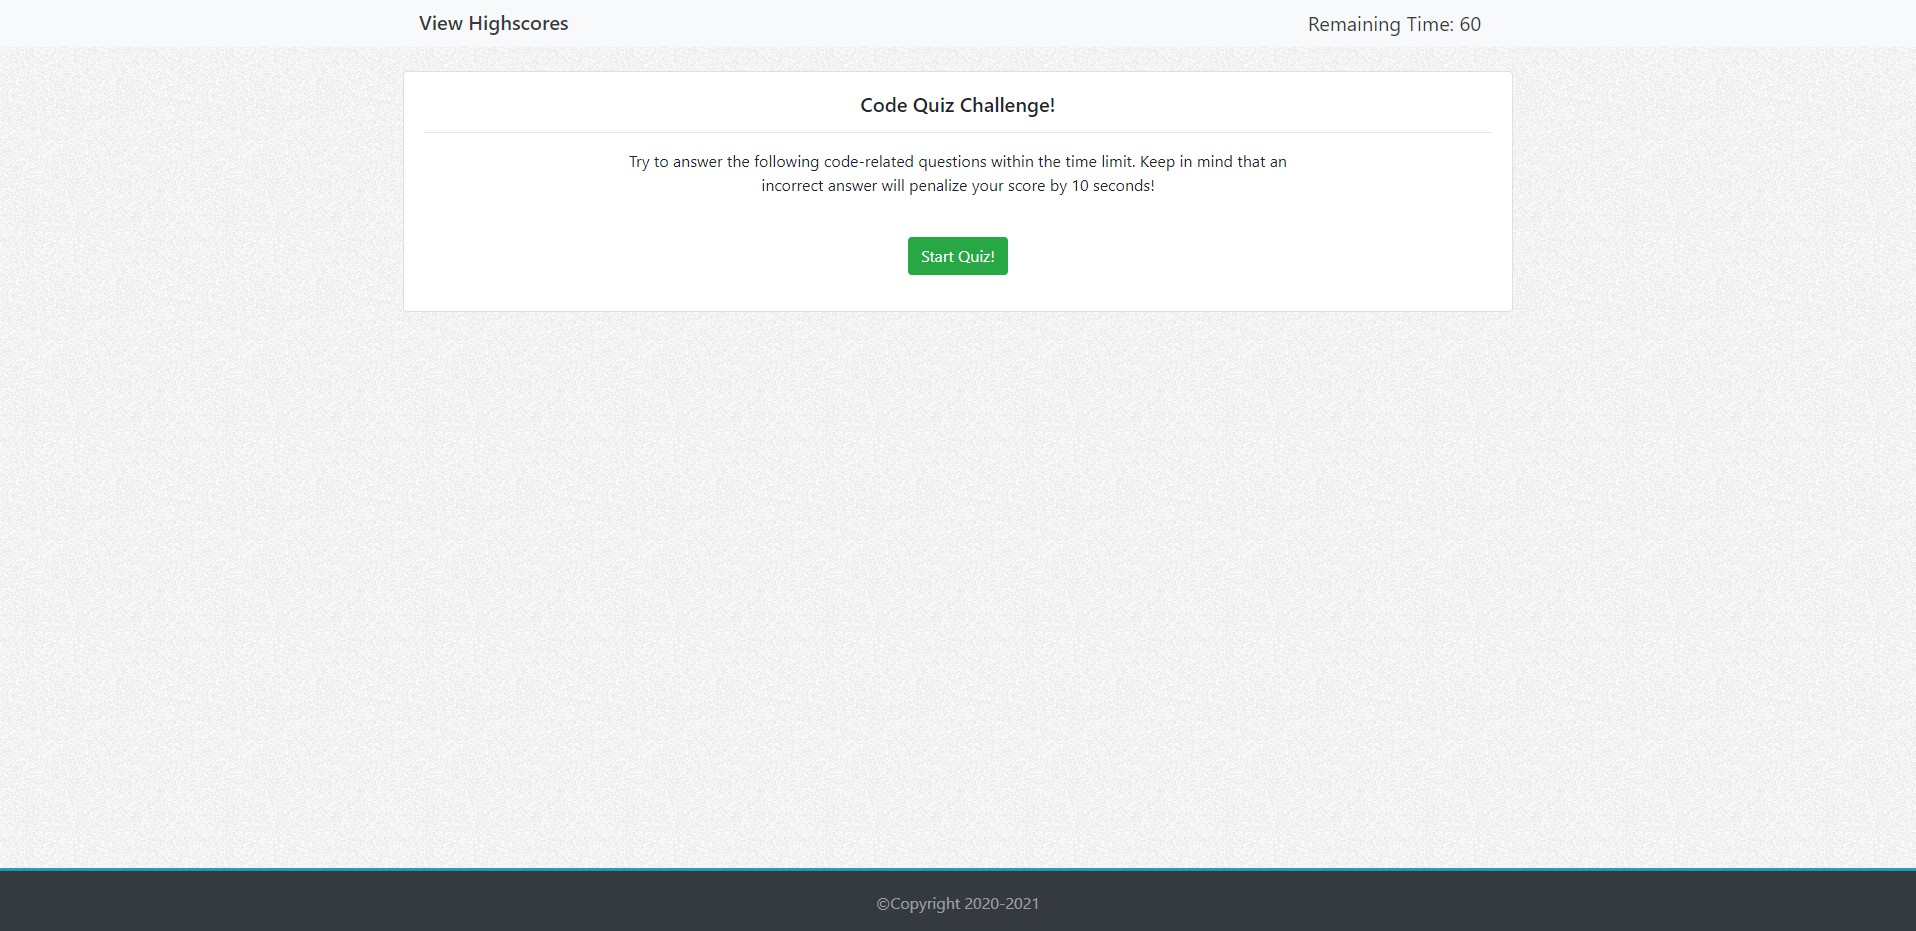 View Highscores
Remaining Time: 60
Code Quiz Challenge!
Try to answer the following code-related questions within the time limit. Keep in mind that an
incorrect answer will penalize your score by 10 seconds!
Start Quiz!
©Copyright 2020-2021